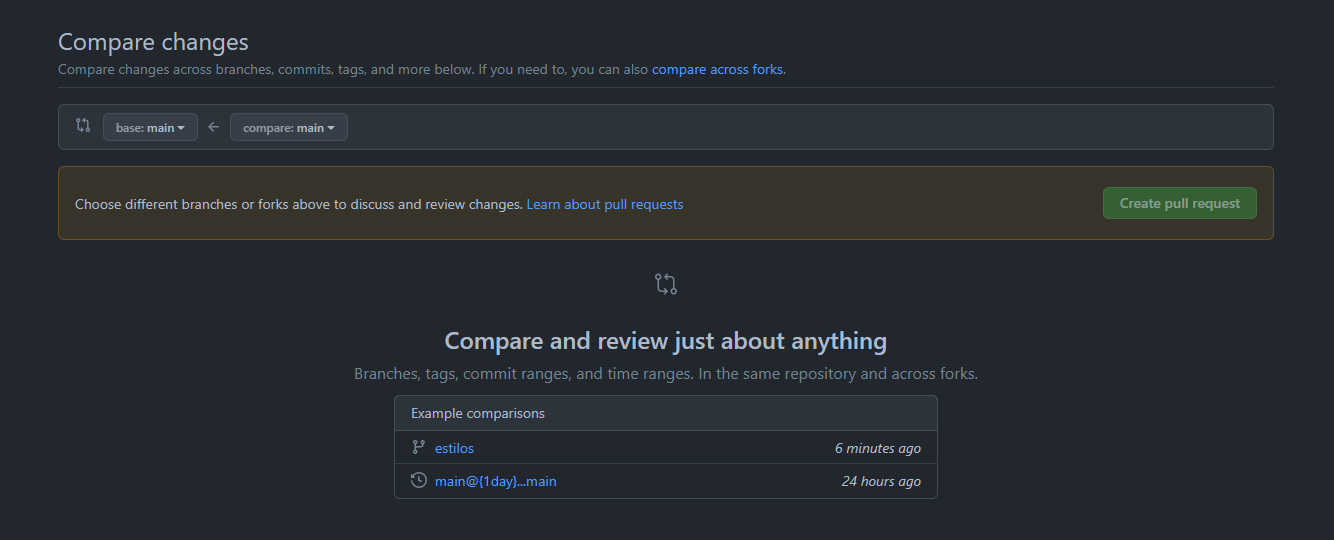 Compare changes
Compare changes across branches, commits, tags, and more below. If you need to, you can also compare across forks.
base: main compare: main
Choose different branches or forks above to discuss and review changes. Learn about pull requests Create pull request
Compare and review just about anything
Branches, tags, commit ranges, and time ranges. In the same repository and across forks.
Example comparisons
estilos 6 minutes ago
main@{1day}...main 24 hours ago